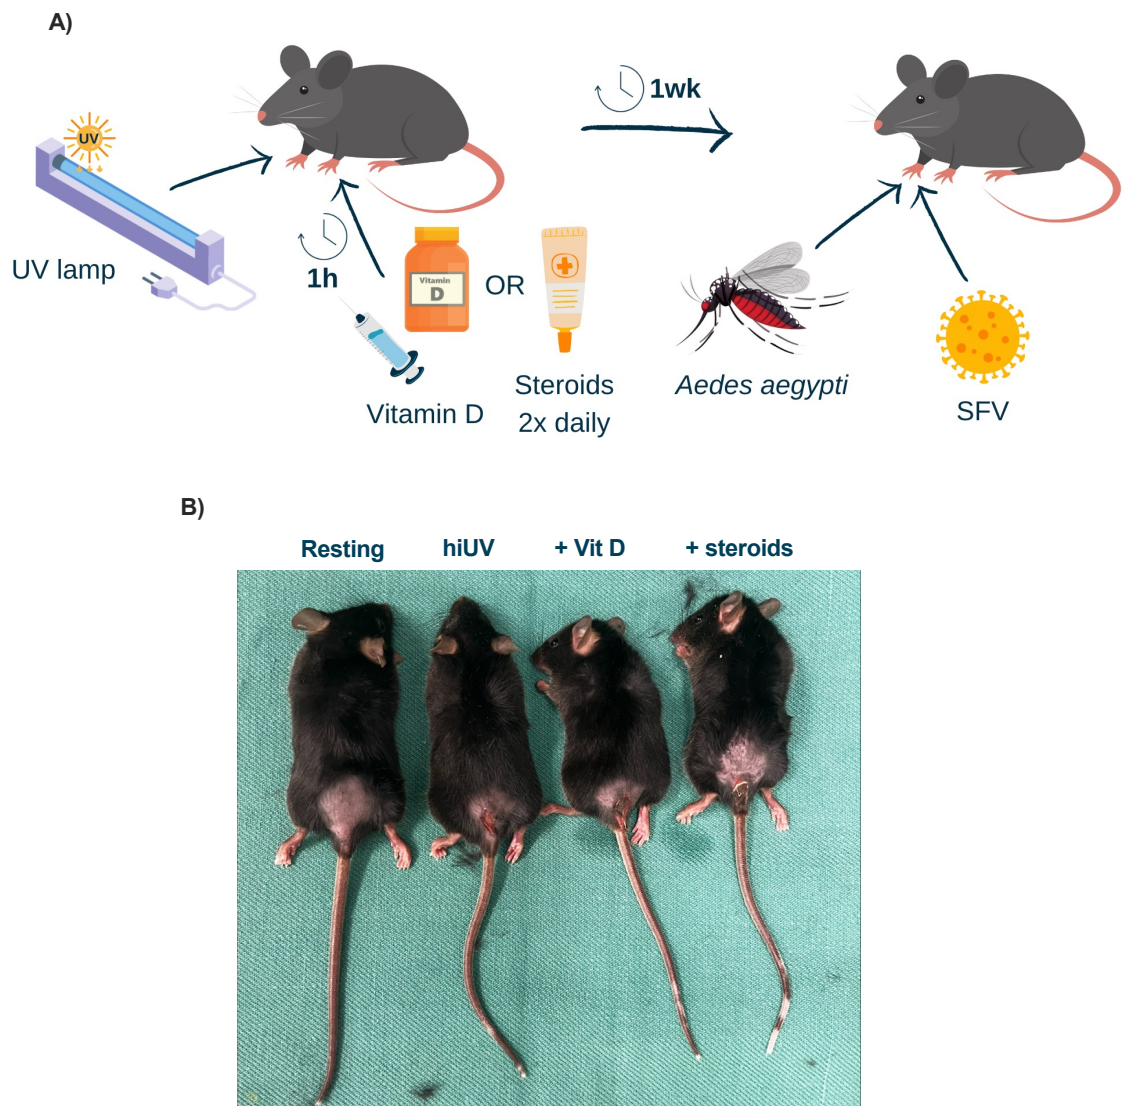 A)
UV
1wk
UV lamp
1h
Vitamin
D
OR
Vitamin D
Steroids
2x daily
Aedes aegypti
SFV
B)
Resting hiUV + Vit D + steroids